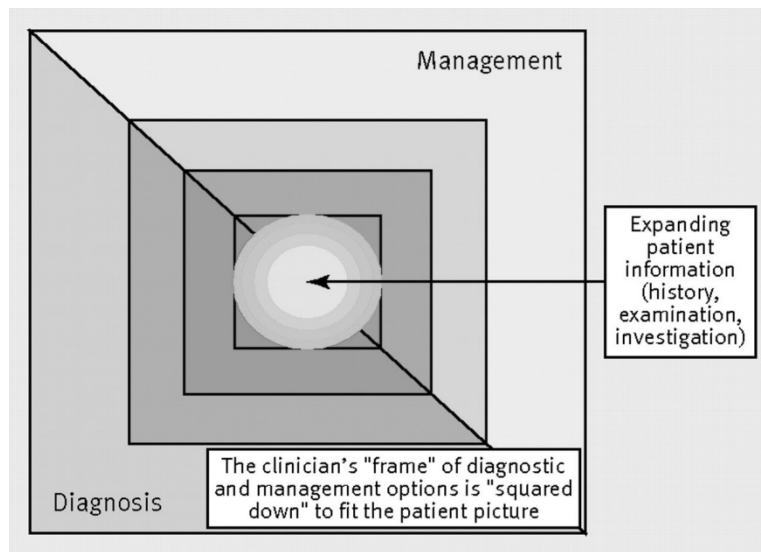 Management
Expanding
patient
information
(history,
examination,
investigation)
The clinician's "frame" of diagnostic
and management options is "squared
down" to fit the patient picture
Diagnosis